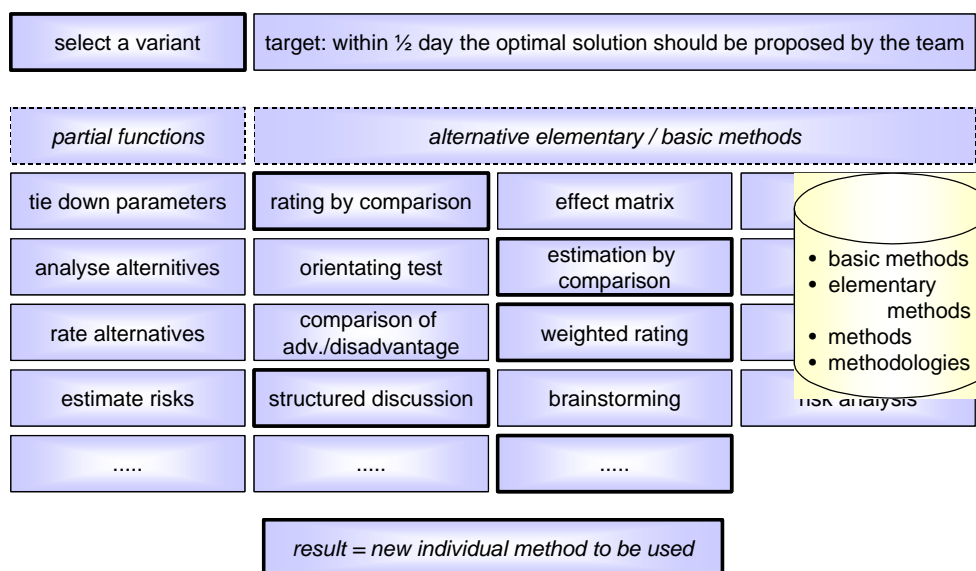 select a variant
target: within ½ day the optimal solution should be proposed by the team
partial functions
alternative elementary / basic methods
tie down parameters
rating by comparison
effect matrix
analyse alternitives
orientating test
estimation by
comparison
rate alternatives
comparison of
adv./disadvantage
weighted rating
estimate risks
structured discussion
brainstorming
risk analysis
.....
.....
.....
• basic methods
• elementary
methods
• methods
• methodologies
result = new individual method to be used